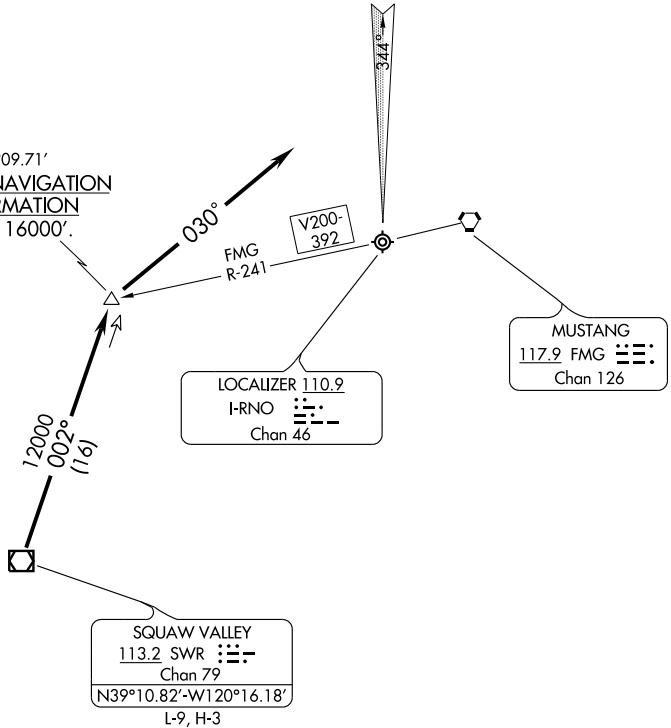 344°
09.71'
NAVIGATION
RMATION
16000'.
030°
V200-
392
FMG
R-241
MUSTANG
117.9 FMG
Chan 126
LOCALIZER 110.9
I-RNO
Chan 46
12000
002°
(16)
SQUAW VALLEY
113.2 SWR
Chan 79
N39°10.82'-W120°16.18'
L-9, H-3